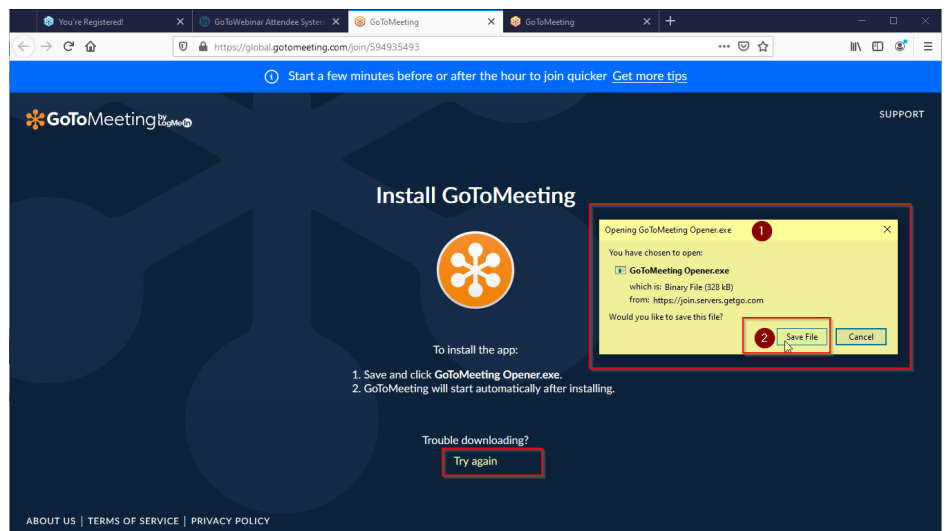 You're Registered!
GoToWebinar Attendee System
GoToMeeting
GoToMeeting
https://global.gotomeeting.com/join/594935493
Start a few minutes before or after the hour to join quicker Get more tips
GoToMeeting by LogMeIn
SUPPORT
Install GoToMeeting
Opening GoToMeeting Opener.exe
1
You have chosen to open:
GoToMeeting Opener.exe
which is: Binary File (328 kB)
from: https://join.servers.getgo.com
Would you like to save this file?
2
Save File
Cancel
To install the app:
1. Save and click GoToMeeting Opener.exe.
2. GoToMeeting will start automatically after installing.
Trouble downloading?
Try again
ABOUT US | TERMS OF SERVICE | PRIVACY POLICY